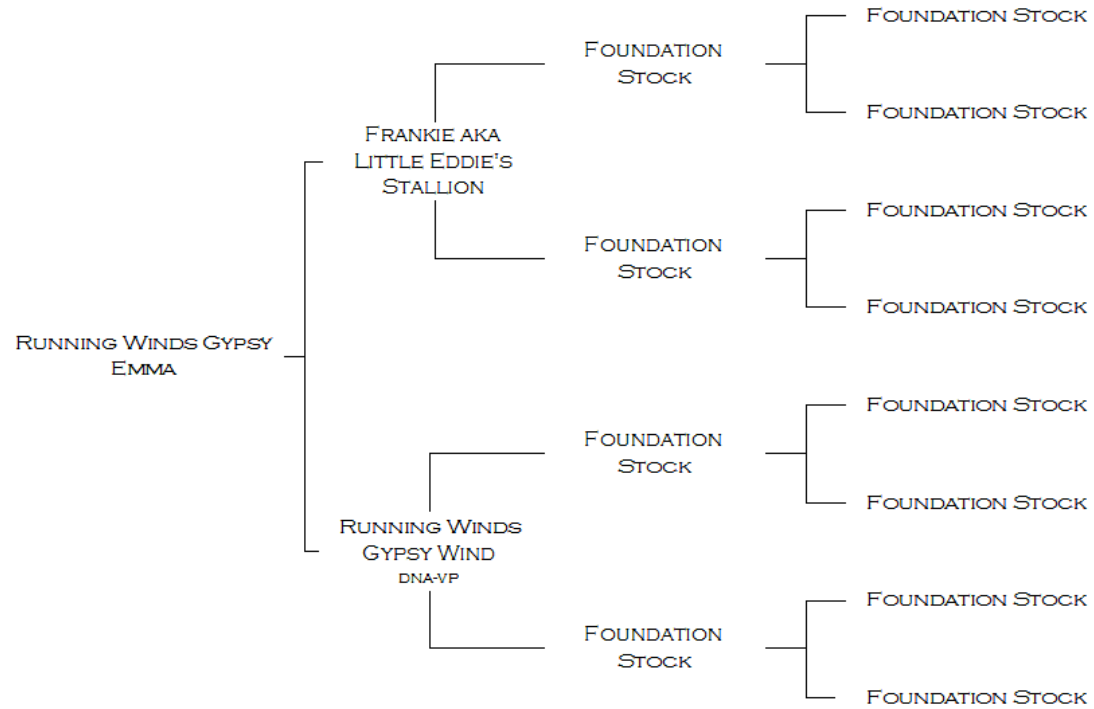 Foundation Stock
Foundation
Stock
Foundation Stock
Frankie aka
Little Eddie's
Stallion
Foundation Stock
Foundation
Stock
Foundation Stock
Running Winds Gypsy
Emma
Foundation Stock
Foundation
Stock
Foundation Stock
Running Winds
Gypsy Wind
DNA-VP
Foundation Stock
Foundation
Stock
Foundation Stock